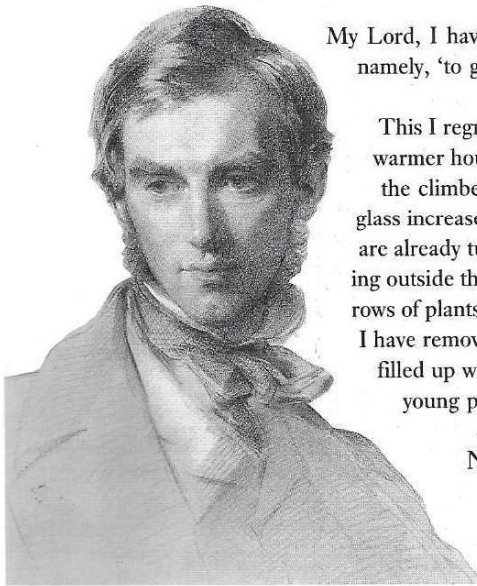 My Lord, I hav
namely, ‘to g
This I regr
warmer hou
the climbe
glass increase
are already tu
ing outside th
rows of plants
I have remov
filled up w
young p
N